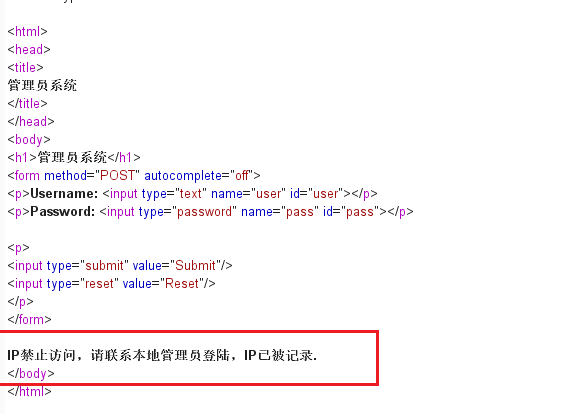 <html>
<head>
<title>
管理员系统
</title>
</head>
<body>
<h1>管理员系统</h1>
<form method="POST" autocomplete="off">
<p>Username: <input type="text" name="user" id="user"></p>
<p>Password: <input type="password" name="pass" id="pass"></p>
<p>
<input type="submit" value="Submit"/>
<input type="reset" value="Reset"/>
</p>
</form>
IP禁止访问，请联系本地管理员登陆，IP已被记录.
</body>
</html>